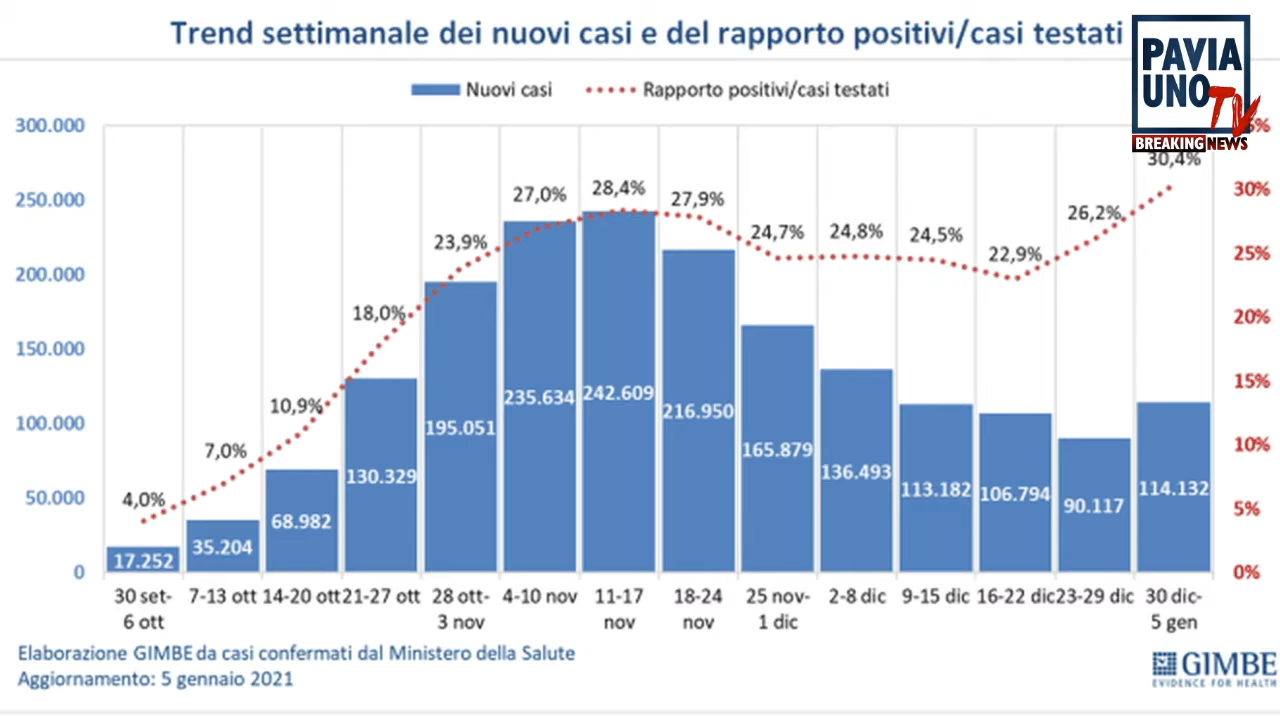 Trend settimanale dei nuovi casi e del rapporto positivi/casi testati
PAVIA
UNO TV
BREAKING NEWS
Nuovi casi
Rapporto positivi/casi testati
300.000
250.000
200.000
150.000
100.000
50.000
0
30%
25%
20%
15%
10%
5%
0%
4,0%
7,0%
10,9%
18,0%
23,9%
27,0%
28,4%
27,9%
24,7%
24,8%
24,5%
22,9%
26,2%
30,4%
17.252
35.204
68.982
130.329
195.051
235.634
242.609
216.950
165.879
136.493
113.182
106.794
90.117
114.132
30 set-
6 ott
7-13 ott
14-20 ott
21-27 ott
28 ott-
3 nov
4-10 nov
11-17
nov
18-24
nov
25 nov-
1 dic
2-8 dic
9-15 dic
16-22 dic
23-29 dic
30 dic-
5 gen
Elaborazione GIMBE da casi confermati dal Ministero della Salute
Aggiornamento: 5 gennaio 2021
GIMBE
EVIDENCE FOR HEALTH